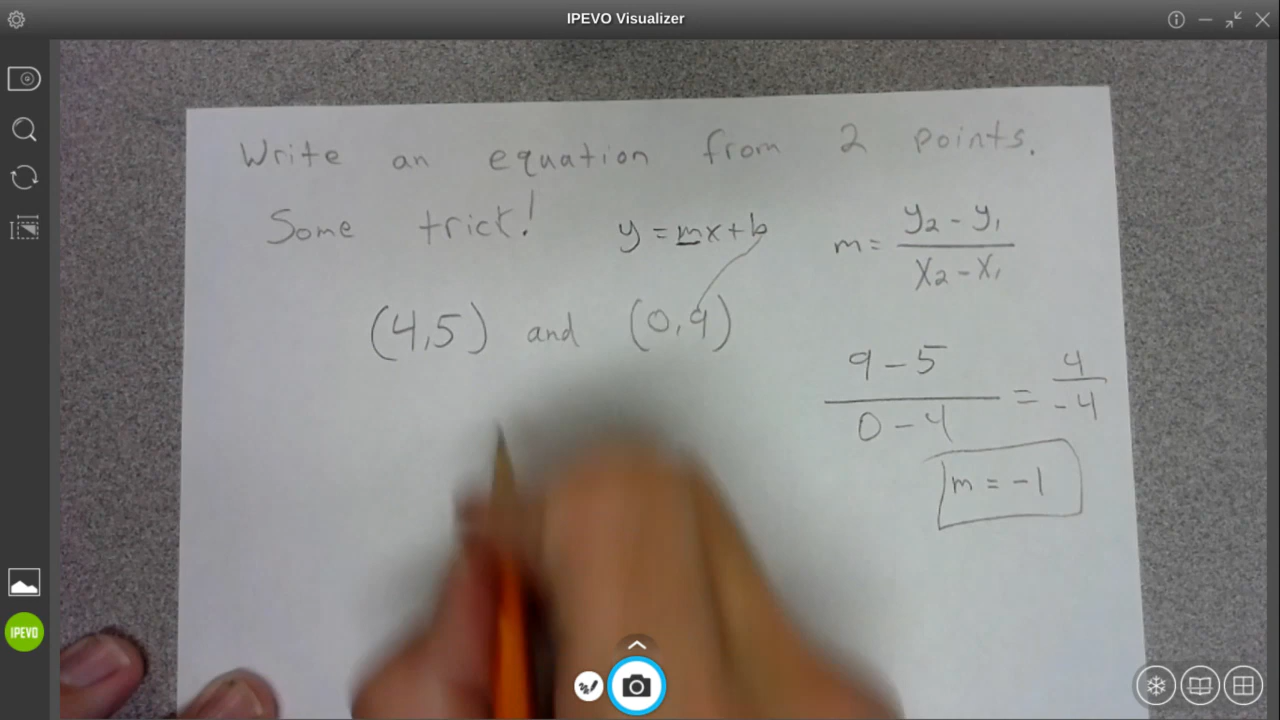 IPEVO Visualizer
Write an equation from 2 points.
Some trick! y = mx + b
m = y₂ - y₁ / x₂ - x₁
(4,5) and (0,9)
9 - 5 / 0 - 4 = 4 / -4
m = -1
IPEVO